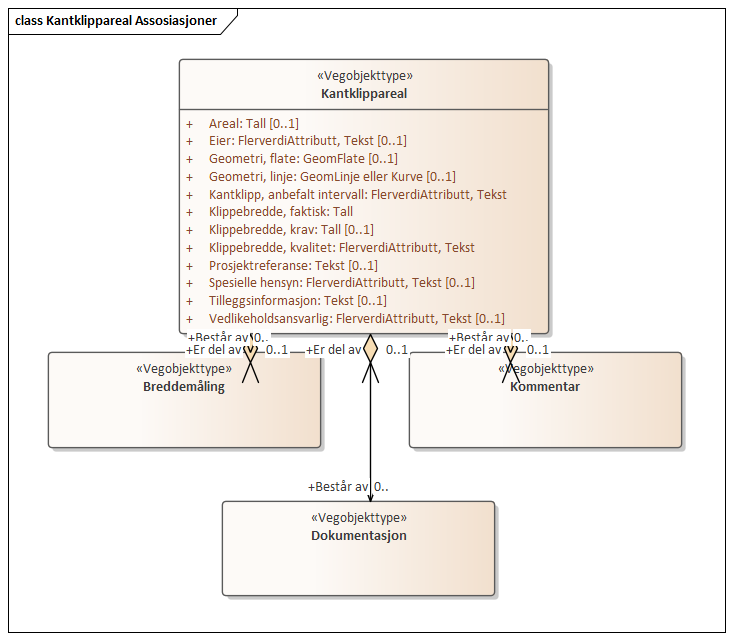 class Kantklippareal Assosiasjoner
«Vegobjekttype»
Kantklippareal
+ Areal: Tall [0..1]
+ Eier: FlerverdiAttributt, Tekst [0..1]
+ Geometri, flate: GeomFlate [0..1]
+ Geometri, linje: GeomLinje eller Kurve [0..1]
+ Kantklipp, anbefalt intervall: FlerverdiAttributt, Tekst
+ Klippebredde, faktisk: Tall
+ Klippebredde, krav: Tall [0..1]
+ Klippebredde, kvalitet: FlerverdiAttributt, Tekst
+ Prosjektreferanse: Tekst [0..1]
+ Spesielle hensyn: FlerverdiAttributt, Tekst [0..1]
+ Tilleggsinformasjon: Tekst [0..1]
+ Vedlikeholdsansvarlig: FlerverdiAttributt, Tekst [0..1]
+Består av 0.. +Består av 0..
+Er del av 0..1 +Er del av 0..1 +Er del av 0..1
«Vegobjekttype» «Vegobjekttype»
Breddemåling Kommentar
+Består av 0..
«Vegobjekttype»
Dokumentasjon